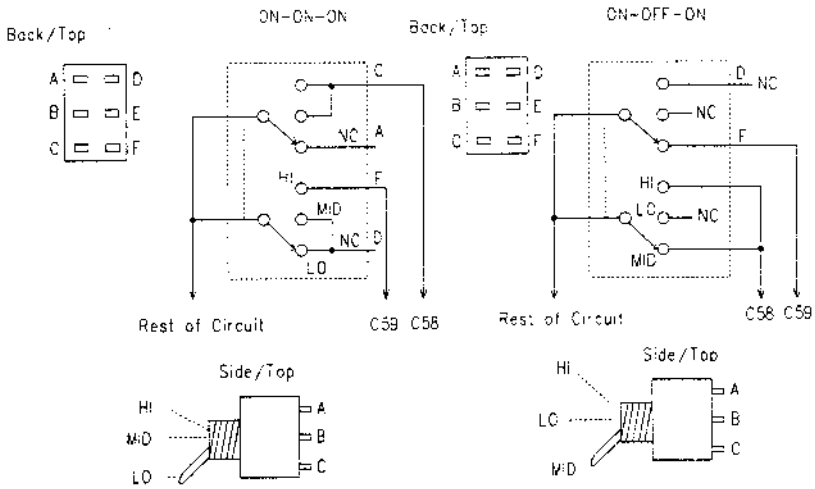 ON-ON-ON
Back/Top
A D
B E
C F
C
NC A
HI F
MID
NC D
LO
Rest of Circuit
C59 C58
Side/Top
HI
MID
LO
A
B
C
ON-OFF-ON
Back/Top
A D
B E
C F
D
NC
NC
F
HI
LO NC
MID
Rest of Circuit
C58 C59
Side/Top
HI
LO
MID
A
B
C